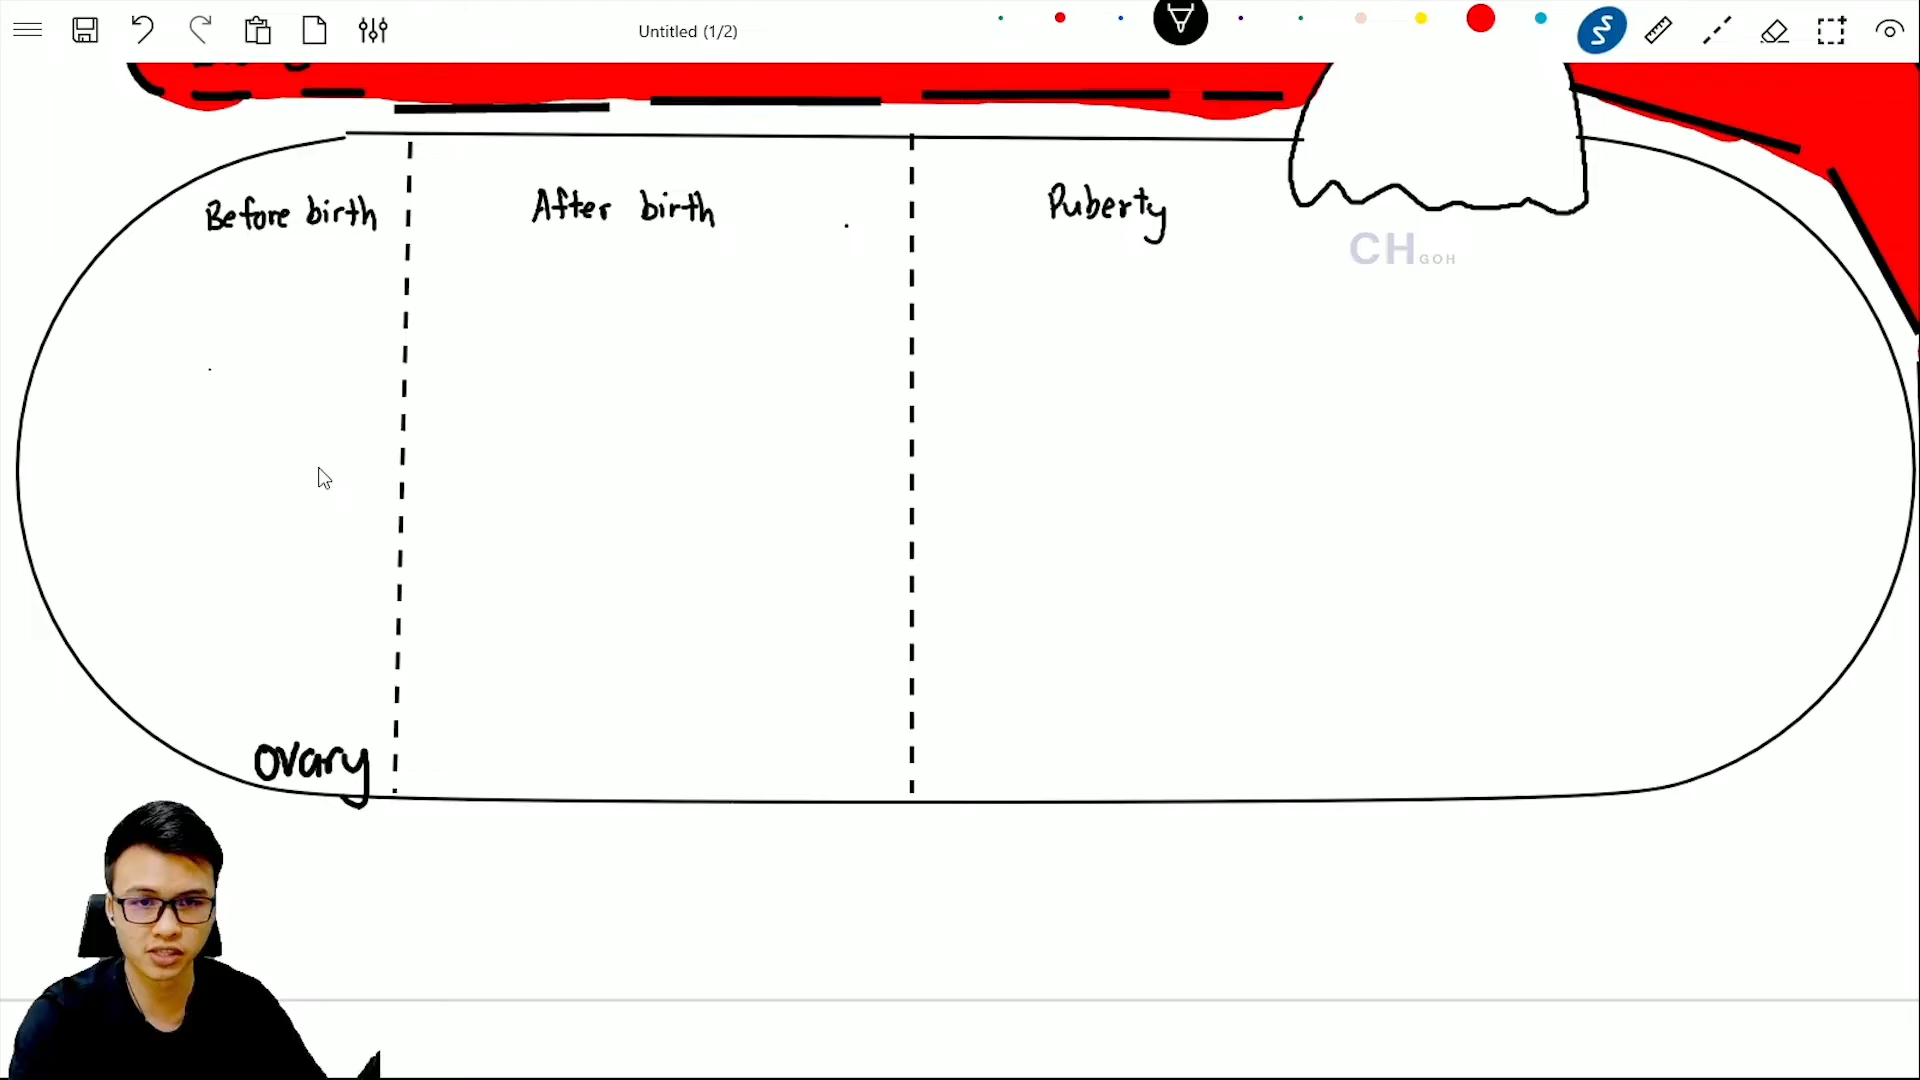 Untitled (1/2)
Before birth
After birth
Puberty
CH GOH
Ovary